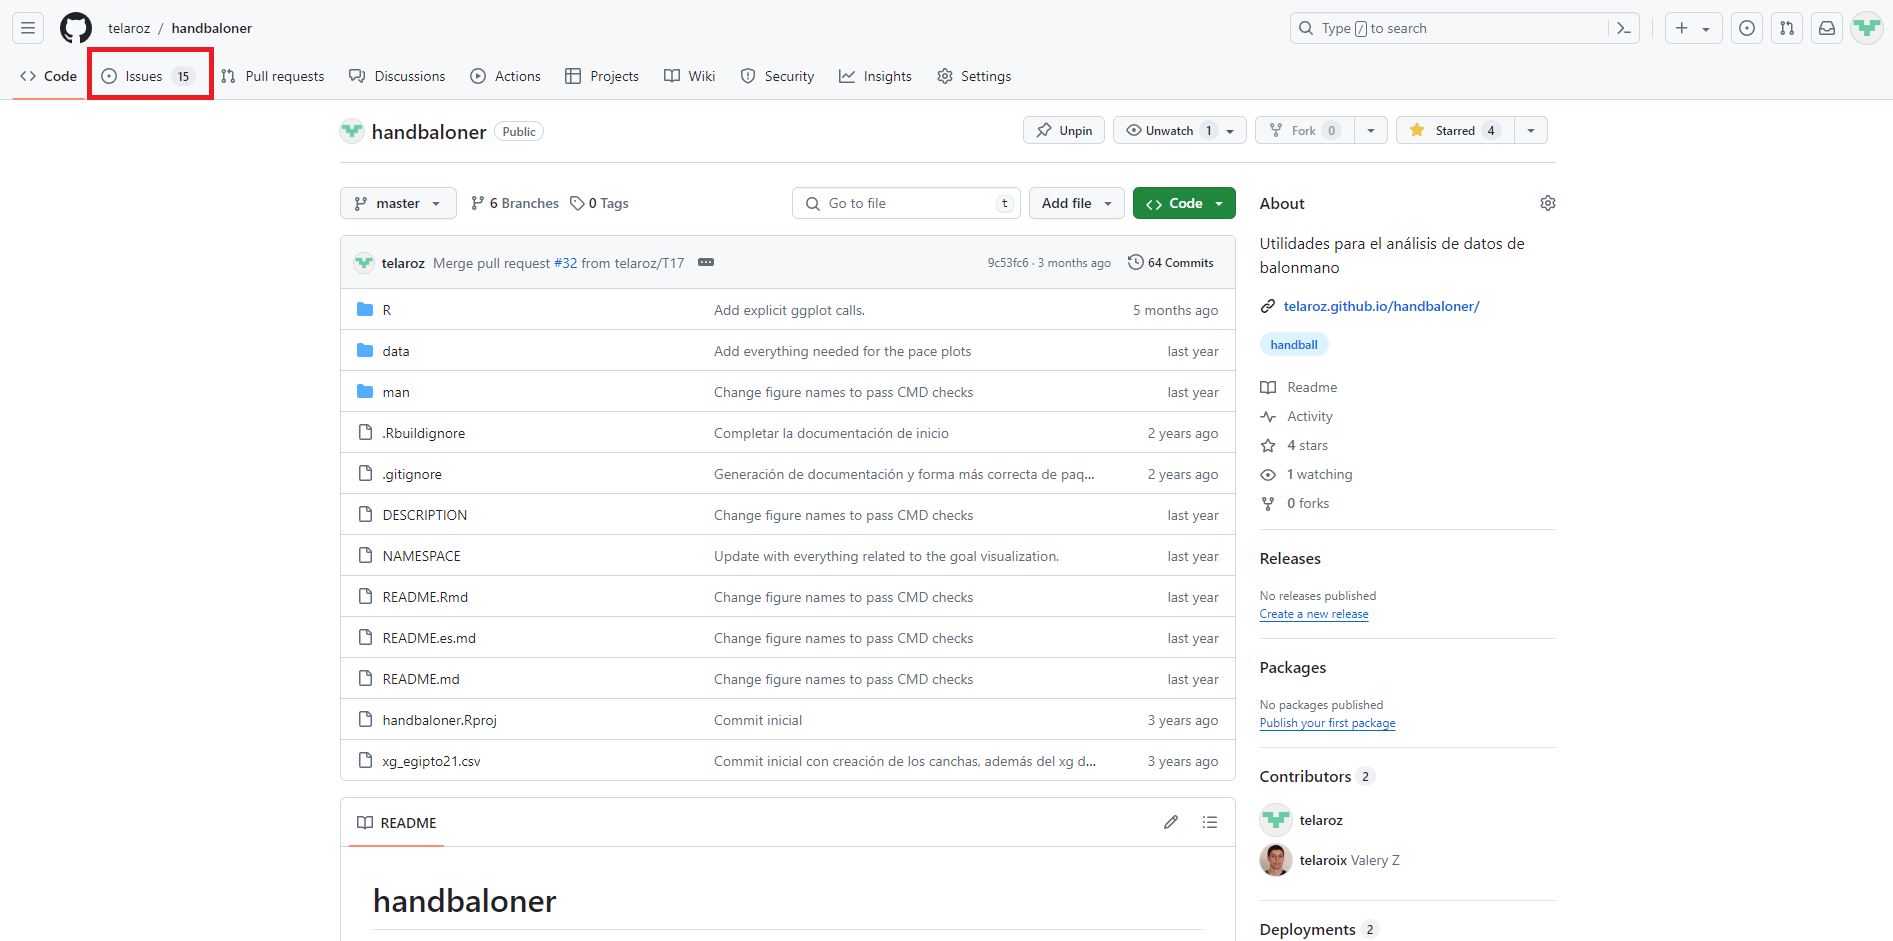 telaroz / handbaloner
Type / to search
Code
Issues 15
Pull requests
Discussions
Actions
Projects
Wiki
Security
Insights
Settings
handbaloner Public
Unpin
Unwatch 1
Fork 0
Starred 4
master
6 Branches
0 Tags
Go to file t
Add file
Code
telaroz Merge pull request #32 from telaroz/T17
9c53fc6 · 3 months ago
64 Commits
R Add explicit ggplot calls. 5 months ago
data Add everything needed for the pace plots last year
man Change figure names to pass CMD checks last year
.Rbuildignore Completar la documentación de inicio 2 years ago
.gitignore Generación de documentación y forma más correcta de paq... 2 years ago
DESCRIPTION Change figure names to pass CMD checks last year
NAMESPACE Update with everything related to the goal visualization. last year
README.Rmd Change figure names to pass CMD checks last year
README.es.md Change figure names to pass CMD checks last year
README.md Change figure names to pass CMD checks last year
handbaloner.Rproj Commit inicial 3 years ago
xg_egipto21.csv Commit inicial con creación de los canchas, además del xg d... 3 years ago
README
handbaloner
About
Utilidades para el análisis de datos de
balonmano
telaroz.github.io/handbaloner/
handball
Readme
Activity
4 stars
1 watching
0 forks
Releases
No releases published
Create a new release
Packages
No packages published
Publish your first package
Contributors 2
telaroz
telaroix Valery Z
Deployments 2